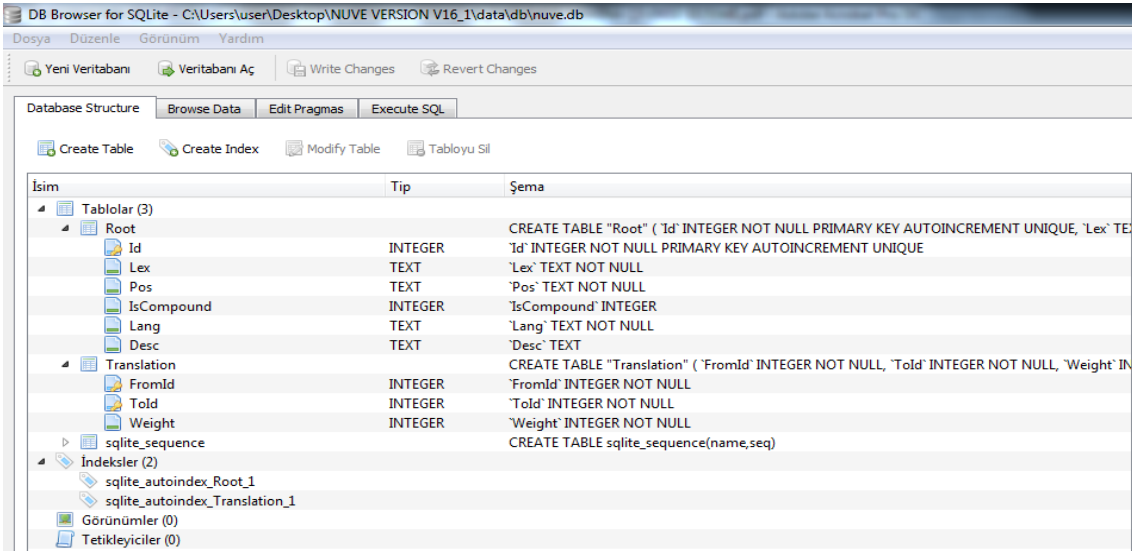 DB Browser for SQLite - C:\Users\user\Desktop\NUVE VERSION V16_1\data\db\nuve.db
Dosya Düzenle Görünüm Yardım
Yeni Veritabanı Veritabanı Aç Write Changes Revert Changes
Database Structure Browse Data Edit Pragmas Execute SQL
Create Table Create Index Modify Table Tabloyu Sil
İsim Tip Şema
Tablolar (3)
Root CREATE TABLE "Root" ( `Id` INTEGER NOT NULL PRIMARY KEY AUTOINCREMENT UNIQUE, `Lex` TE
Id INTEGER `Id` INTEGER NOT NULL PRIMARY KEY AUTOINCREMENT UNIQUE
Lex TEXT `Lex` TEXT NOT NULL
Pos TEXT `Pos` TEXT NOT NULL
IsCompound INTEGER `IsCompound` INTEGER
Lang TEXT `Lang` TEXT NOT NULL
Desc TEXT `Desc` TEXT
Translation CREATE TABLE "Translation" ( `FromId` INTEGER NOT NULL, `ToId` INTEGER NOT NULL, `Weight` IN
FromId INTEGER `FromId` INTEGER NOT NULL
ToId INTEGER `ToId` INTEGER NOT NULL
Weight INTEGER `Weight` INTEGER NOT NULL
sqlite_sequence CREATE TABLE sqlite_sequence(name,seq)
İndeksler (2)
sqlite_autoindex_Root_1
sqlite_autoindex_Translation_1
Görünümler (0)
Tetikleyiciler (0)